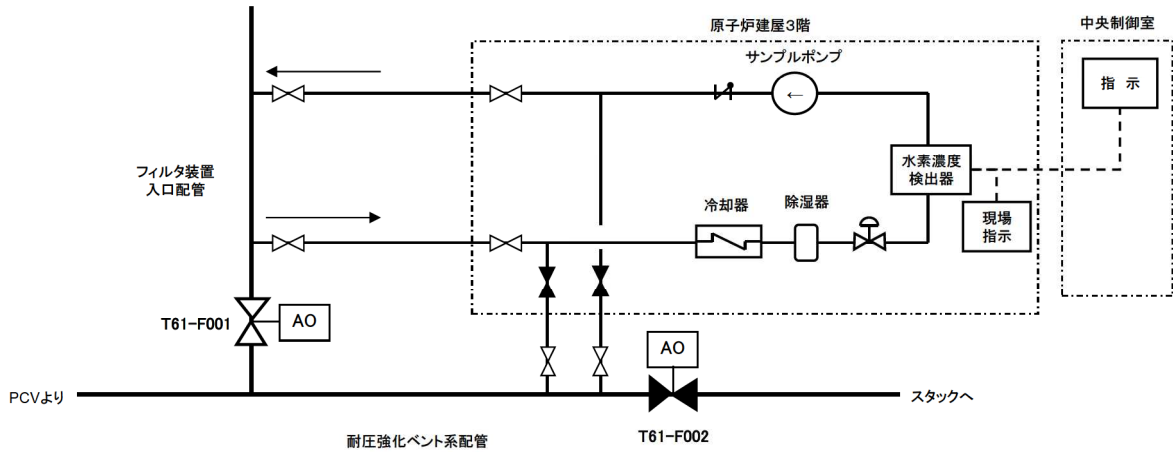 原子炉建屋3階
中央制御室
サンプルポンプ
指 示
←
水素濃度
検出器
フィルタ装置
入口配管
冷却器
除湿器
現場
指示
T61-F001
AO
AO
PCVより
スタックへ
T61-F002
耐圧強化ベント系配管